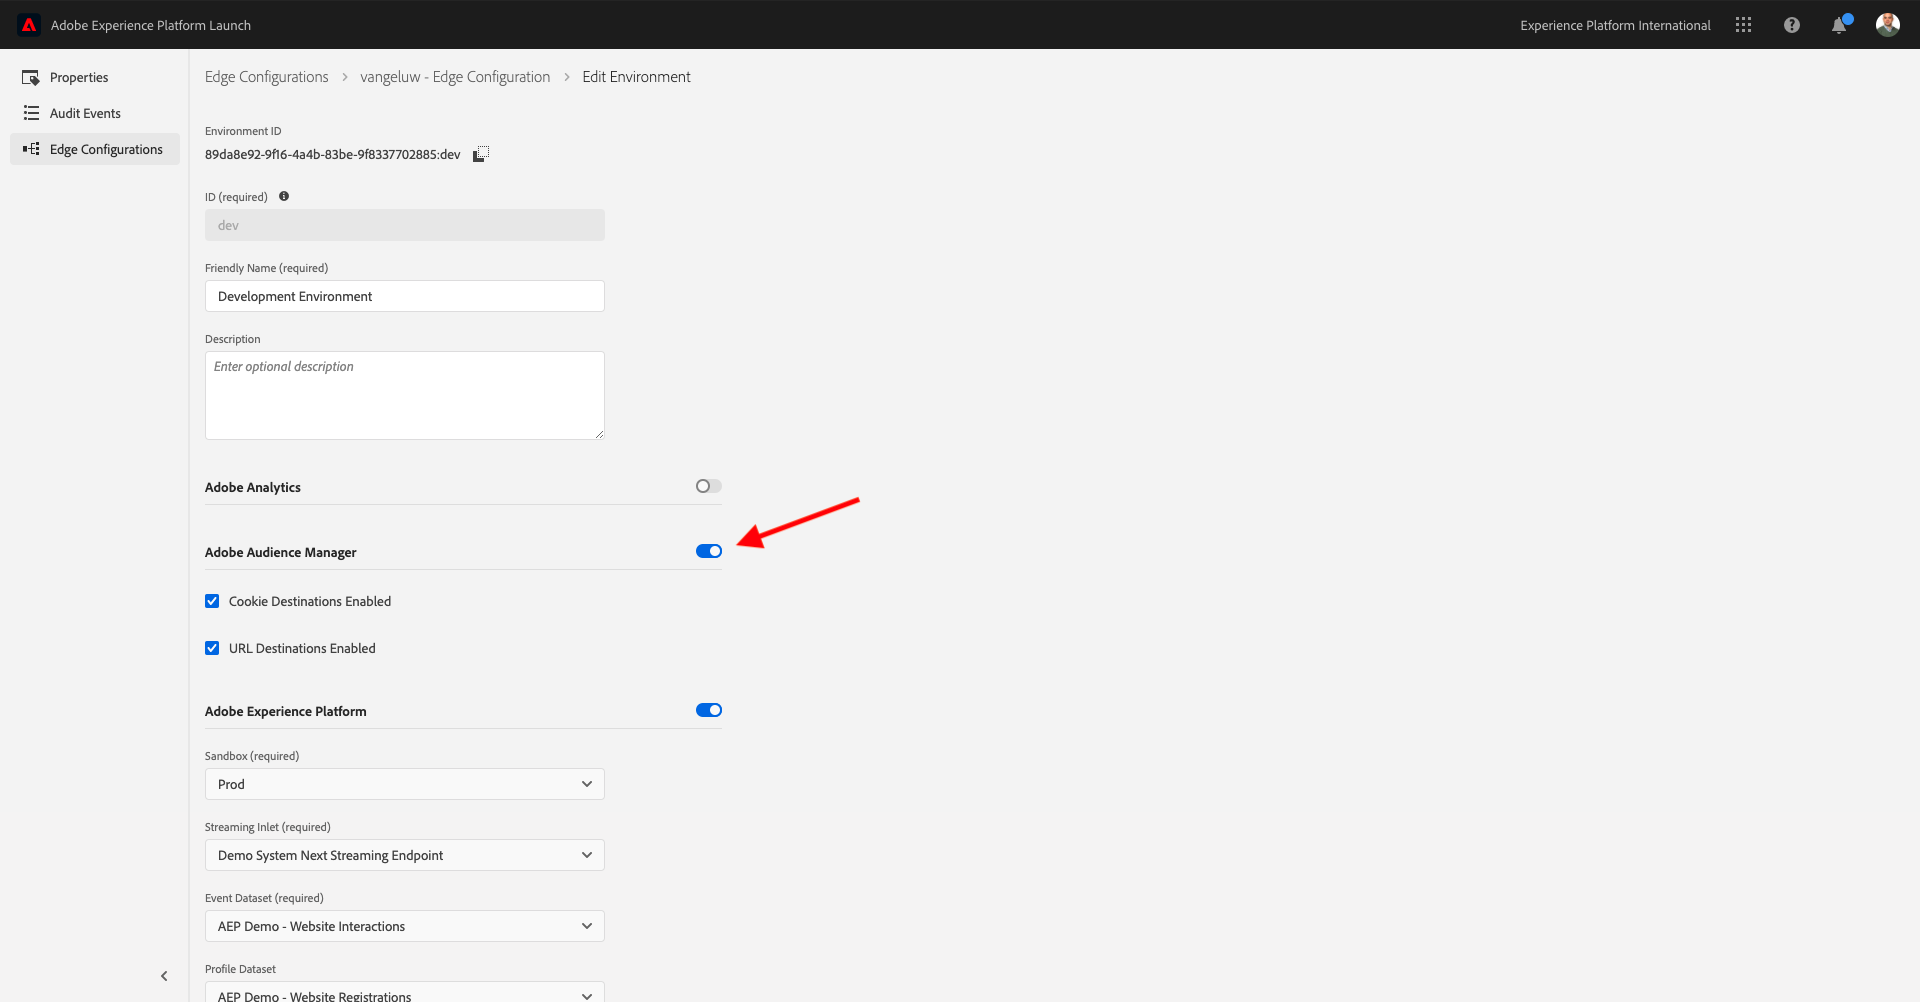 Adobe Experience Platform Launch
Experience Platform International
Properties
Audit Events
Edge Configurations
Edge Configurations > vangeluw - Edge Configuration > Edit Environment
Environment ID
89da8e92-9f16-4a4b-83be-9f8337702885:dev
ID (required)
dev
Friendly Name (required)
Development Environment
Description
Enter optional description
Adobe Analytics
Adobe Audience Manager
Cookie Destinations Enabled
URL Destinations Enabled
Adobe Experience Platform
Sandbox (required)
Prod
Streaming Inlet (required)
Demo System Next Streaming Endpoint
Event Dataset (required)
AEP Demo - Website Interactions
Profile Dataset
AEP Demo - Website Registrations